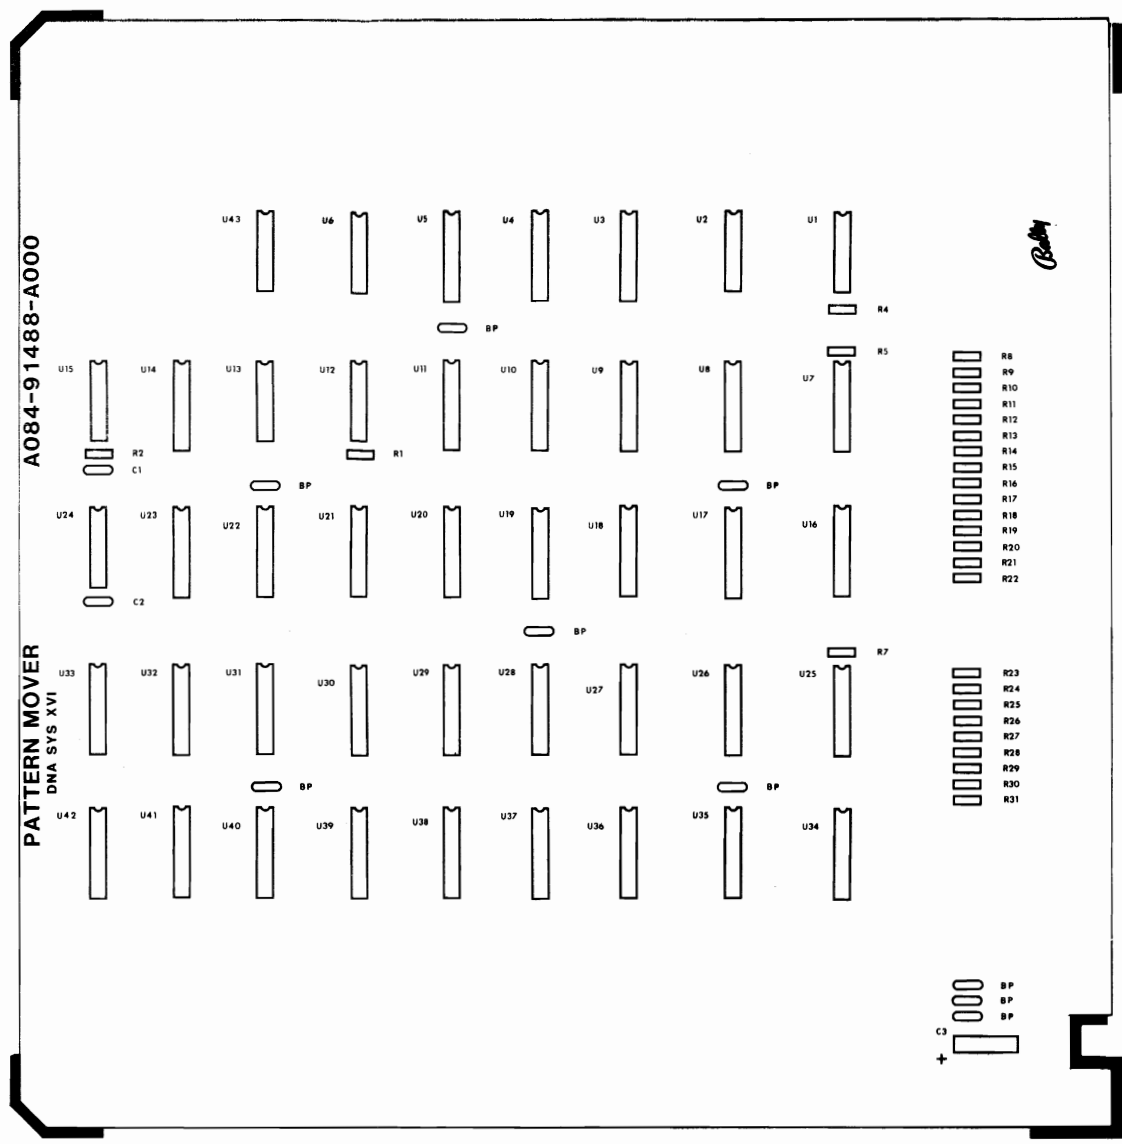 U43 U6 U5 U4 U3 U2 U1
Bally
A084-91488-A000
R4
BP
R5
U15 U14 U13 U12 U11 U10 U9 U8 U7
R8
R9
R10
R11
R12
R13
R14
R15
R16
R17
R18
R19
R20
R21
R22
R2 R1
C1
BP BP
U24 U23 U22 U21 U20 U19 U18 U17 U16
C2
BP
R7
PATTERN MOVER
DNA SYS XVI
U33 U32 U31 U30 U29 U28 U27 U26 U25
R23
R24
R25
R26
R27
R28
R29
R30
R31
BP BP
U42 U41 U40 U39 U38 U37 U36 U35 U34
BP
BP
BP
C3
+